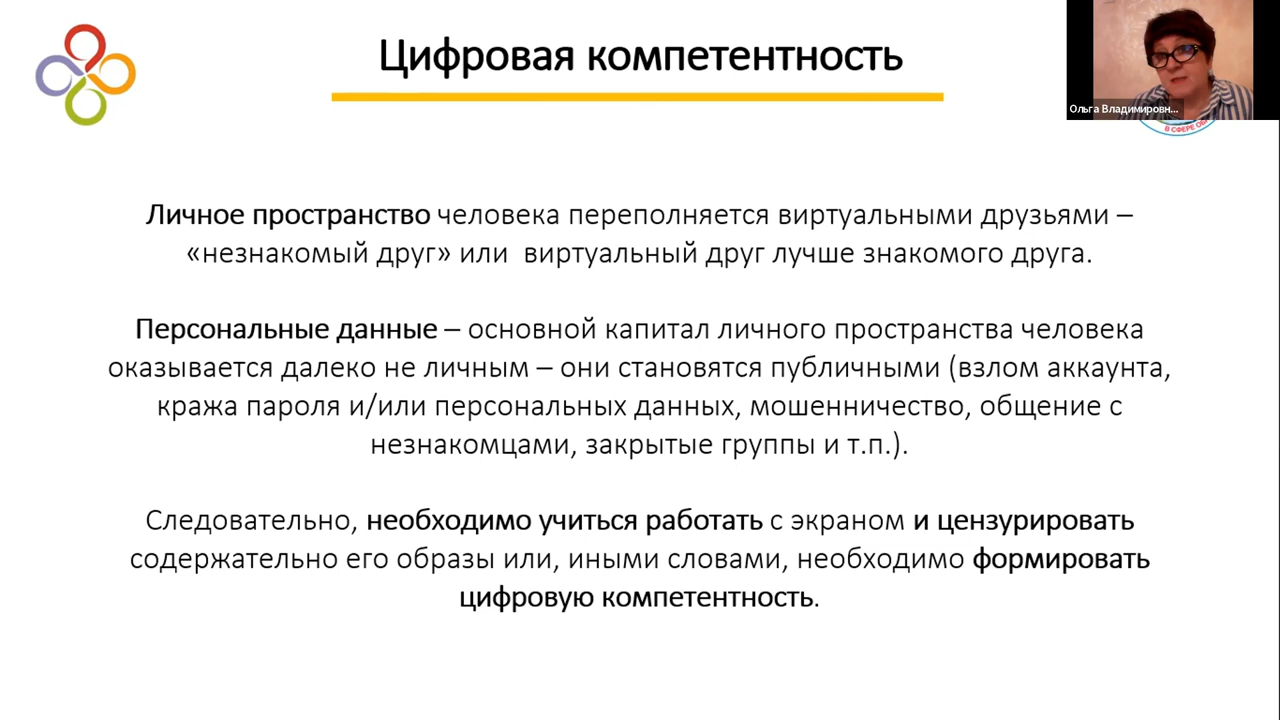 Цифровая компетентность
Ольга Владимировн...
В СФЕРЕ
Личное пространство человека переполняется виртуальными друзьями –
«незнакомый друг» или виртуальный друг лучше знакомого друга.
Персональные данные – основной капитал личного пространства человека
оказывается далеко не личным – они становятся публичными (взлом аккаунта,
кража пароля и/или персональных данных, мошенничество, общение с
незнакомцами, закрытые группы и т.п.).
Следовательно, необходимо учиться работать с экраном и цензурировать
содержательно его образы или, иными словами, необходимо формировать
цифровую компетентность.